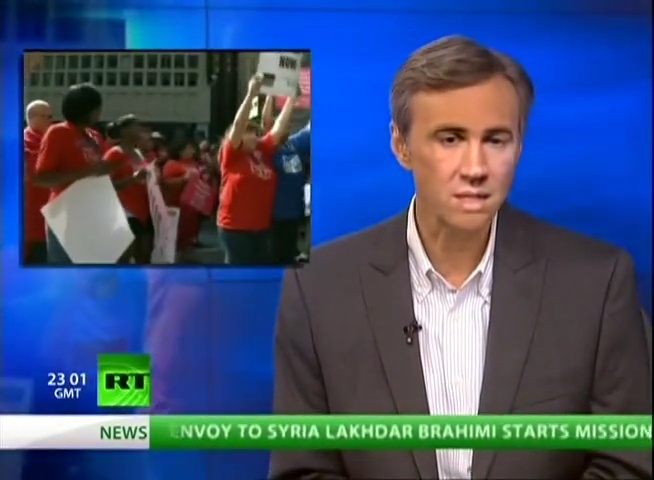 NOW
23 01
GMT
RT
NEWS
ENVOY TO SYRIA LAKHDAR BRAHIMI STARTS MISSION